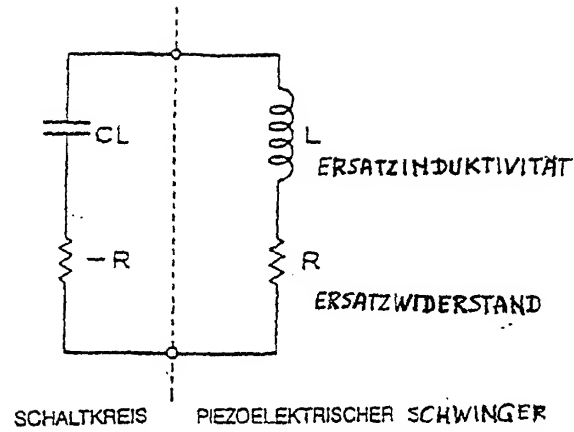 CL
L
ERSATZINDUKTIVITÄT
-R
R
ERSATZWIDERSTAND
SCHALTKREIS
PIEZOELEKTRISCHER SCHWINGER